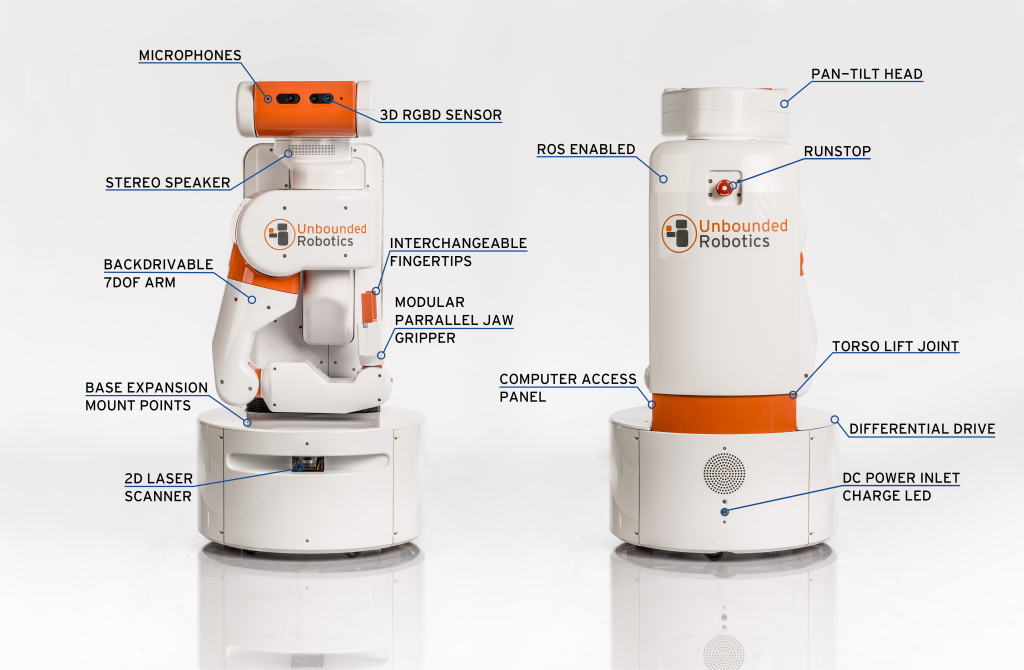 MICROPHONES
3D RGBD SENSOR
STEREO SPEAKER
Unbounded
Robotics
INTERCHANGEABLE
FINGERTIPS
BACKDRIVABLE
7DOF ARM
MODULAR
PARRALLEL JAW
GRIPPER
BASE EXPANSION
MOUNT POINTS
2D LASER
SCANNER
PAN-TILT HEAD
ROS ENABLED
RUNSTOP
Unbounded
Robotics
TORSO LIFT JOINT
COMPUTER ACCESS
PANEL
DIFFERENTIAL DRIVE
DC POWER INLET
CHARGE LED